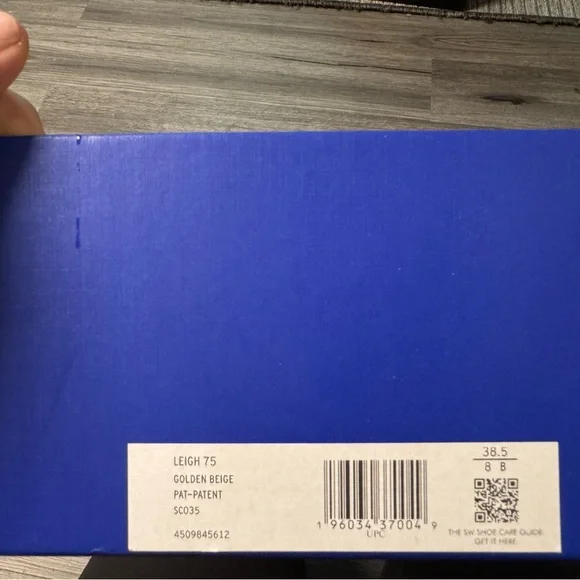 LEIGH 75
GOLDEN BEIGE
PAT-PATENT
SC035
4509845612
1 96034 37004 9
UPC
38.5
8 B
THE SW SHOE CARE GUIDE.
GET IT HERE.